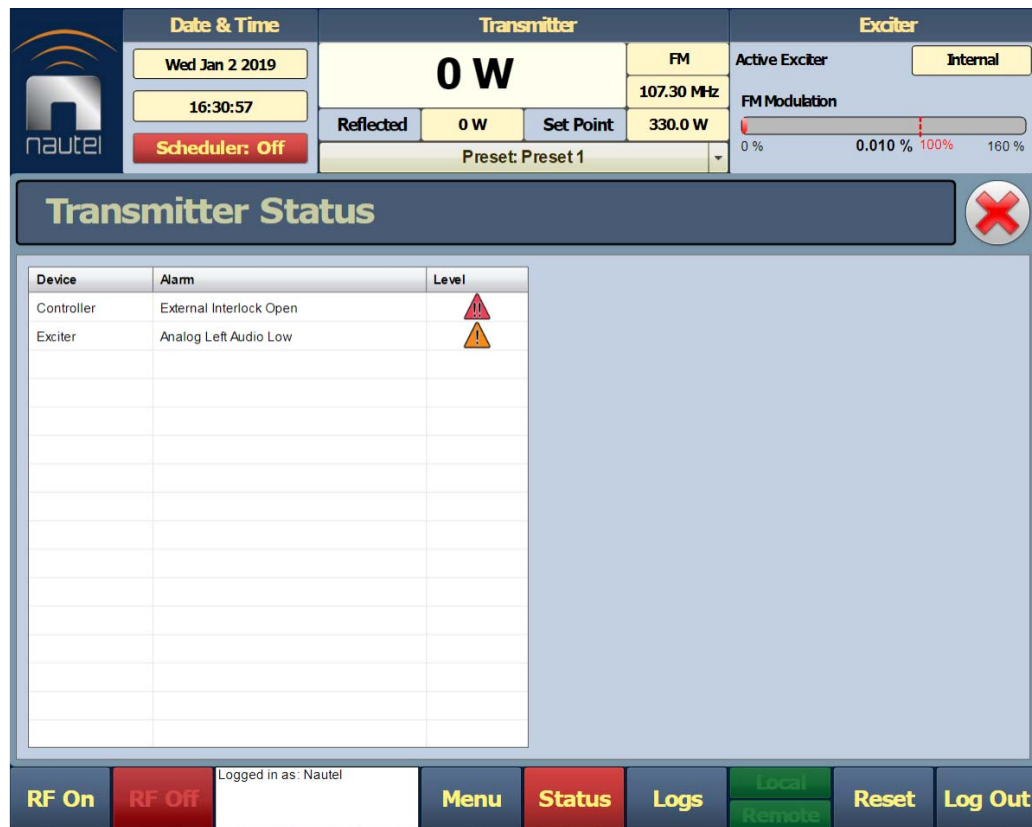 Date & Time
Transmitter
Exciter
Wed Jan 2 2019
0 W
FM
Active Exciter
Internal
16:30:57
107.30 MHz
FM Modulation
nautel
Scheduler: Off
Reflected
0 W
Set Point
330.0 W
0 %
0.010 %
100%
160 %
Preset: Preset 1
Transmitter Status
Device
Alarm
Level
Controller
External Interlock Open
Exciter
Analog Left Audio Low
RF On
RF Off
Logged in as: Nautel
Menu
Status
Logs
Local
Remote
Reset
Log Out